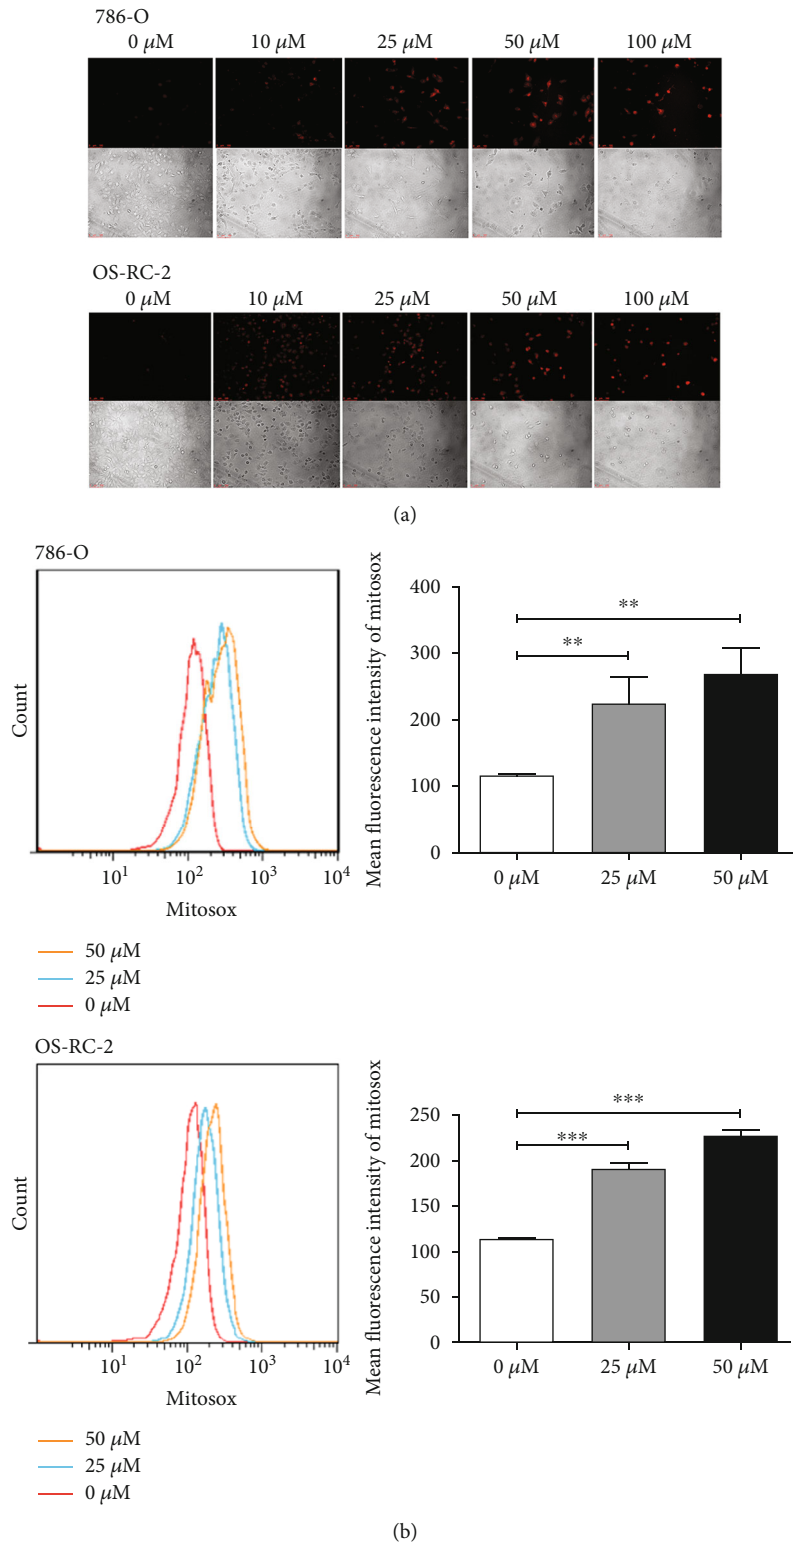 786-O
0 μM 10 μM 25 μM 50 μM 100 μM
OS-RC-2
0 μM 10 μM 25 μM 50 μM 100 μM
(a)
786-O
Count
10¹ 10² 10³ 10⁴
Mitosox
50 μM
25 μM
0 μM
Mean fluorescence intensity of mitosox
400
300
200
100
0
**
**
0 μM 25 μM 50 μM
OS-RC-2
Count
10¹ 10² 10³ 10⁴
Mitosox
50 μM
25 μM
0 μM
Mean fluorescence intensity of mitosox
250
200
150
100
50
0
***
***
0 μM 25 μM 50 μM
(b)